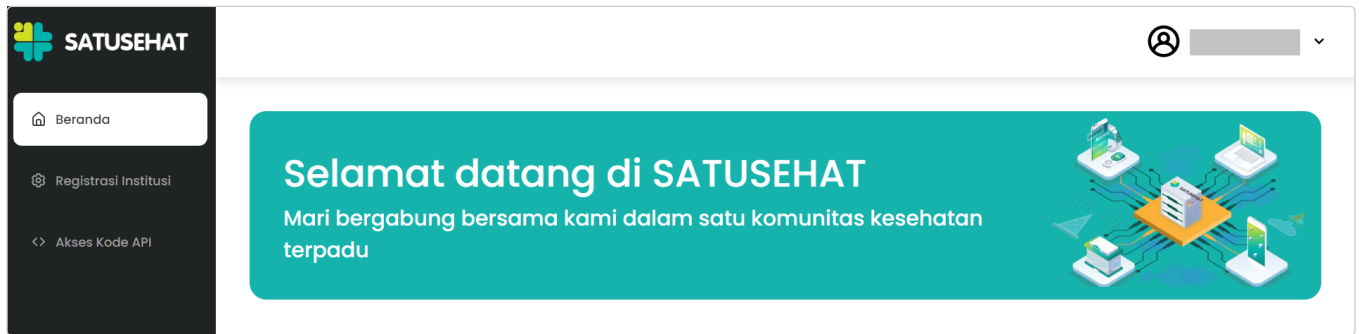 SATUSEHAT
Beranda
Registrasi Institusi
Akses Kode API
Selamat datang di SATUSEHAT
Mari bergabung bersama kami dalam satu komunitas kesehatan
terpadu